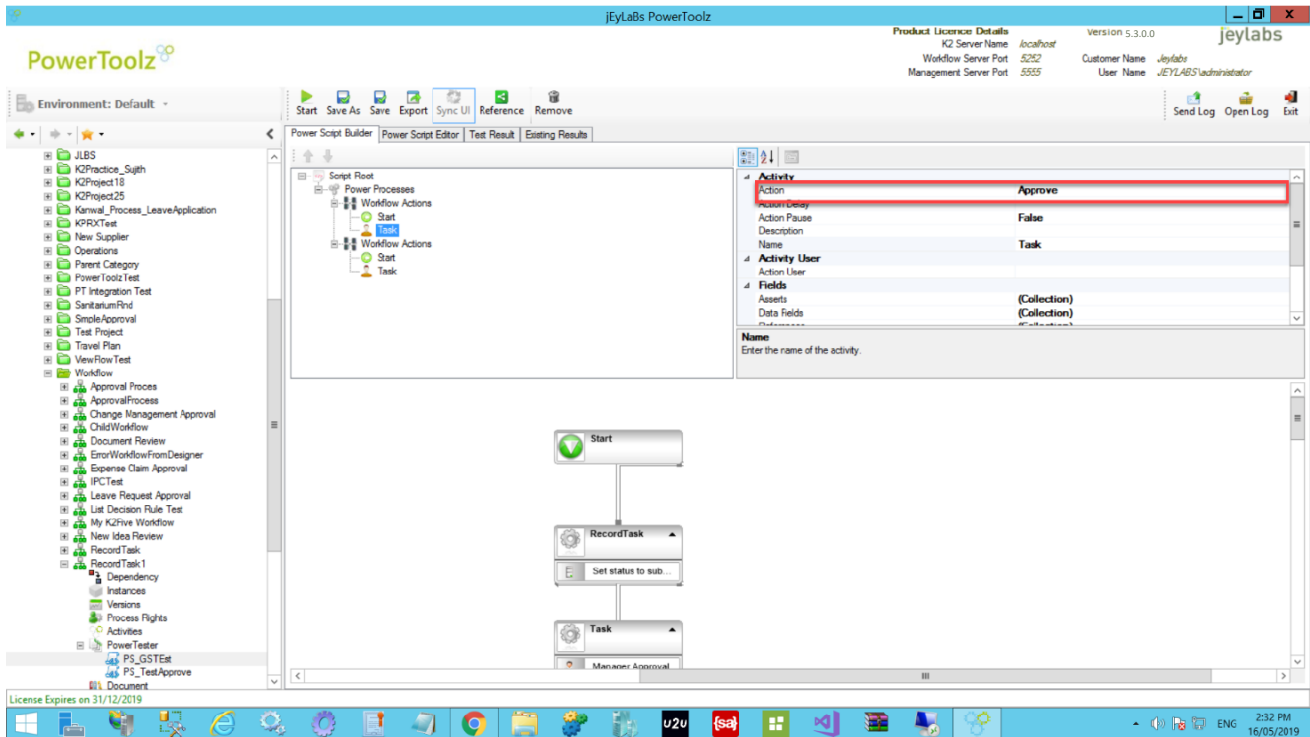 jEyLaBs PowerToolz
PowerToolz
Product Licence Details
Version 5.3.0.0
jeylabs
K2 Server Name localhost
Workflow Server Port 5252
Customer Name Jeylabs
Management Server Port 5555
User Name JEYLABS\administrator
Environment: Default
Start Save As Save Export Sync UI Reference Remove
Send Log Open Log Exit
Power Script Builder Power Script Editor Test Result Existing Results
JLBS
K2Practice_Sujith
K2Project18
K2Project25
Kanwal_Process_LeaveApplication
KPRXTest
New Supplier
Operations
Parent Category
PowerToolzTest
PT Integration Test
SanitariumRnd
SmpleApproval
Test Project
Travel Plan
ViewFlowTest
Workflow
Approval Proces
ApprovalFrocess
Change Management Approval
ChildWorkflow
Document Review
ErrorWorkflowFromDesigner
Expense Claim Approval
IPCTest
Leave Request Approval
List Decision Rule Test
My K2Five Workflow
New Idea Review
RecordTask
RecordTask1
Dependency
Instances
Versions
Process Rights
Activities
PowerTester
PS_GSTEst
PS_TestApprove
Document
Script Root
Power Processes
Workflow Actions
Start
Task
Workflow Actions
Start
Task
Activity
Action Approve
Action Delay
Action Pause False
Description
Name Task
Activity User
Action User
Fields
Asserts (Collection)
Data Fields (Collection)
References (Collection)
Name
Enter the name of the activity.
Start
RecordTask
Set status to sub...
Task
Manager Approval
License Expires on 31/12/2019
U2U
{sa}
ENG
2:32 PM
16/05/2019